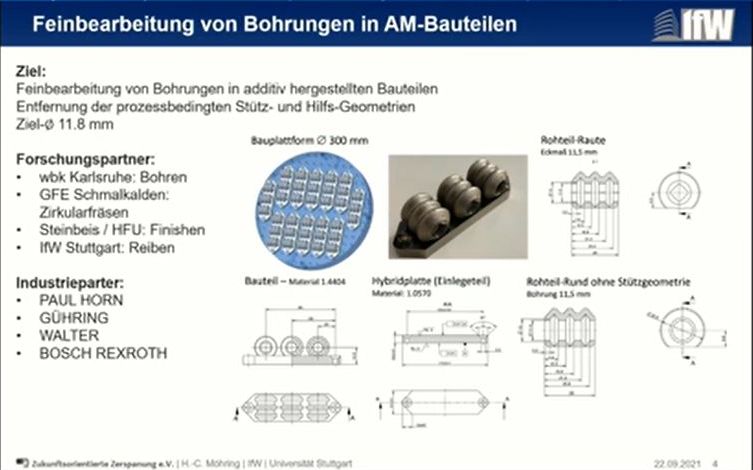 Feinbearbeitung von Bohrungen in AM-Bauteilen
IfW
Ziel:
Feinbearbeitung von Bohrungen in additiv hergestellten Bauteilen
Entfernung der prozessbedingten Stütz- und Hilfs-Geometrien
Ziel-Ø 11.8 mm
Forschungspartner:
• wbk Karlsruhe: Bohren
• GFE Schmalkalden:
Zirkularfräsen
• Steinbeis / HFU: Finishen
• IfW Stuttgart: Reiben
Industrieparter:
• PAUL HORN
• GÜHRING
• WALTER
• BOSCH REXROTH
Bauplattform Ø 300 mm
Rohteil-Raute
Eckmaß 11,5 mm
Bauteil – Material 1.4404
Hybridplatte (Einlegeteil)
Material: 1.0570
Rohteil-Rund ohne Stützgeometrie
Bohrung 11,5 mm
A
A
A
A
A
A
A
A
Zukunftsorientierte Zerspanung e.V. | H.-C. Möhring | IfW | Universität Stuttgart
22.09.2021 4